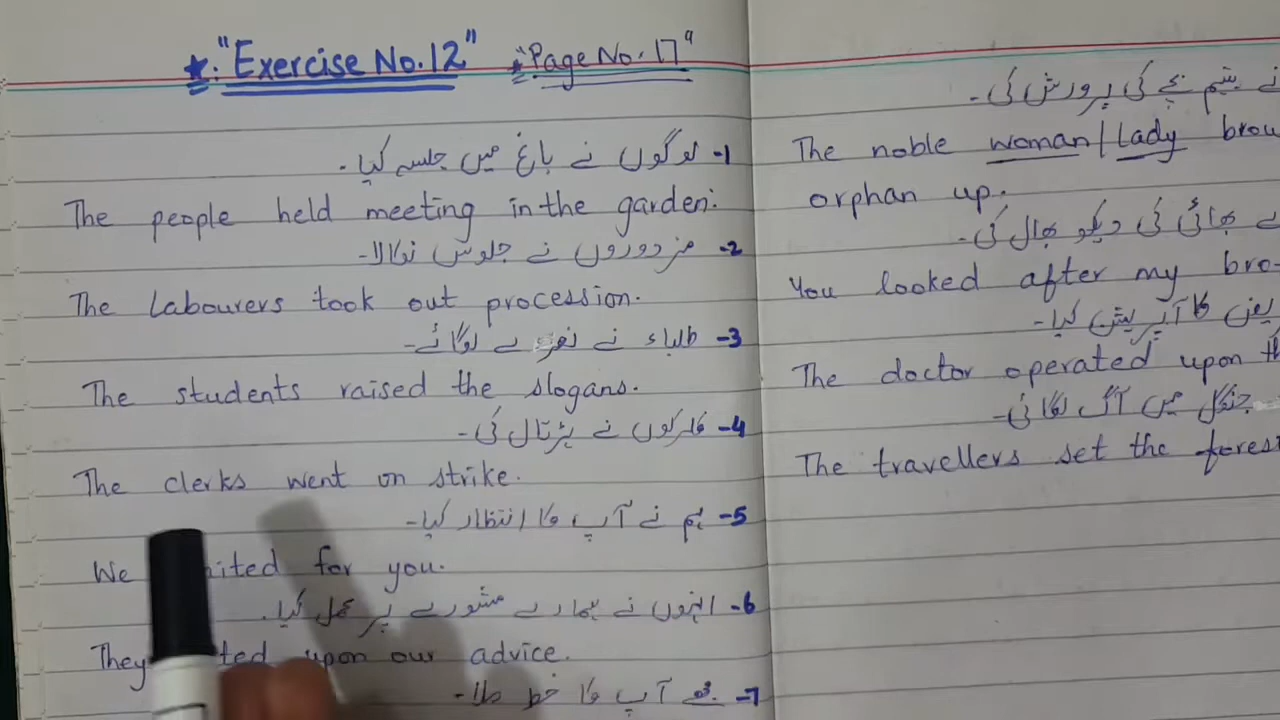 "Exercise No. 12" "Page No. 17"
1- لوگوں نے باغ میں جلسہ کیا۔
The people held meeting in the garden.
2- مزدوروں نے جلوس نکالا۔
The Labourers took out procession.
3- طلباء نے نعرے لگائے۔
The students raised the slogans.
4- کلرکوں نے ہڑتال کی۔
The clerks went on strike.
5- ہم نے آپ کا انتظار کیا۔
We for you.
6- انہوں نے ہمارے مشورے پر عمل کیا۔
They upon our advice.
7- آپ کا خط ملا۔
نے یتیم بچے کی پرورش کی۔
The noble woman/Lady
orphan up.
بھائی کی دیکھ بھال کی۔
You looked after my bro-
کا آپریشن کیا۔
The doctor operated upon
جنگل میں آگ لگائی۔
The travellers set the forest